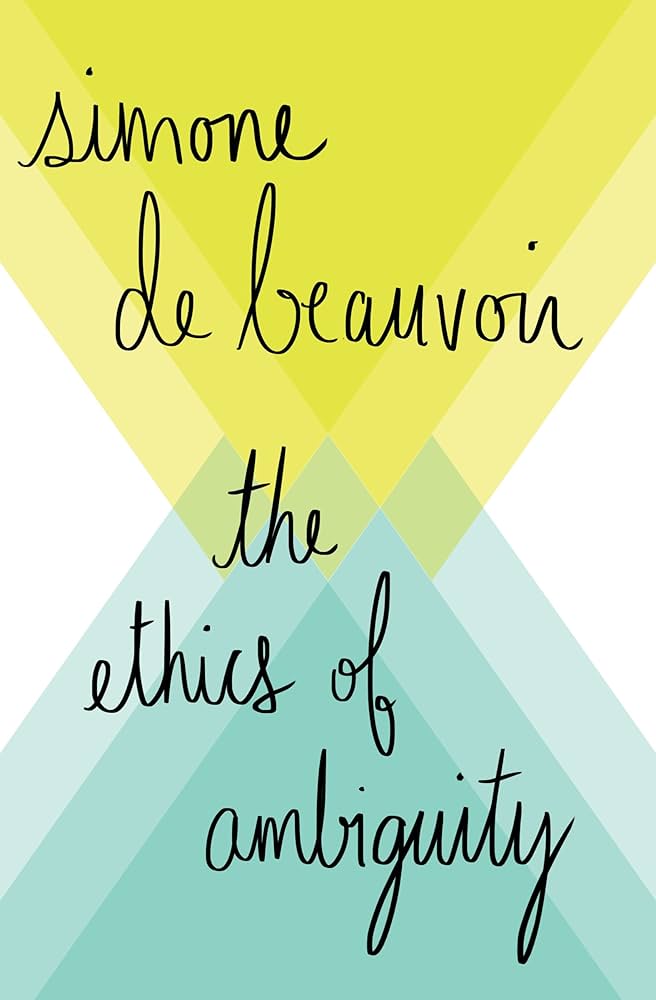 simone
de beauvoir
the
ethics of
ambiguity